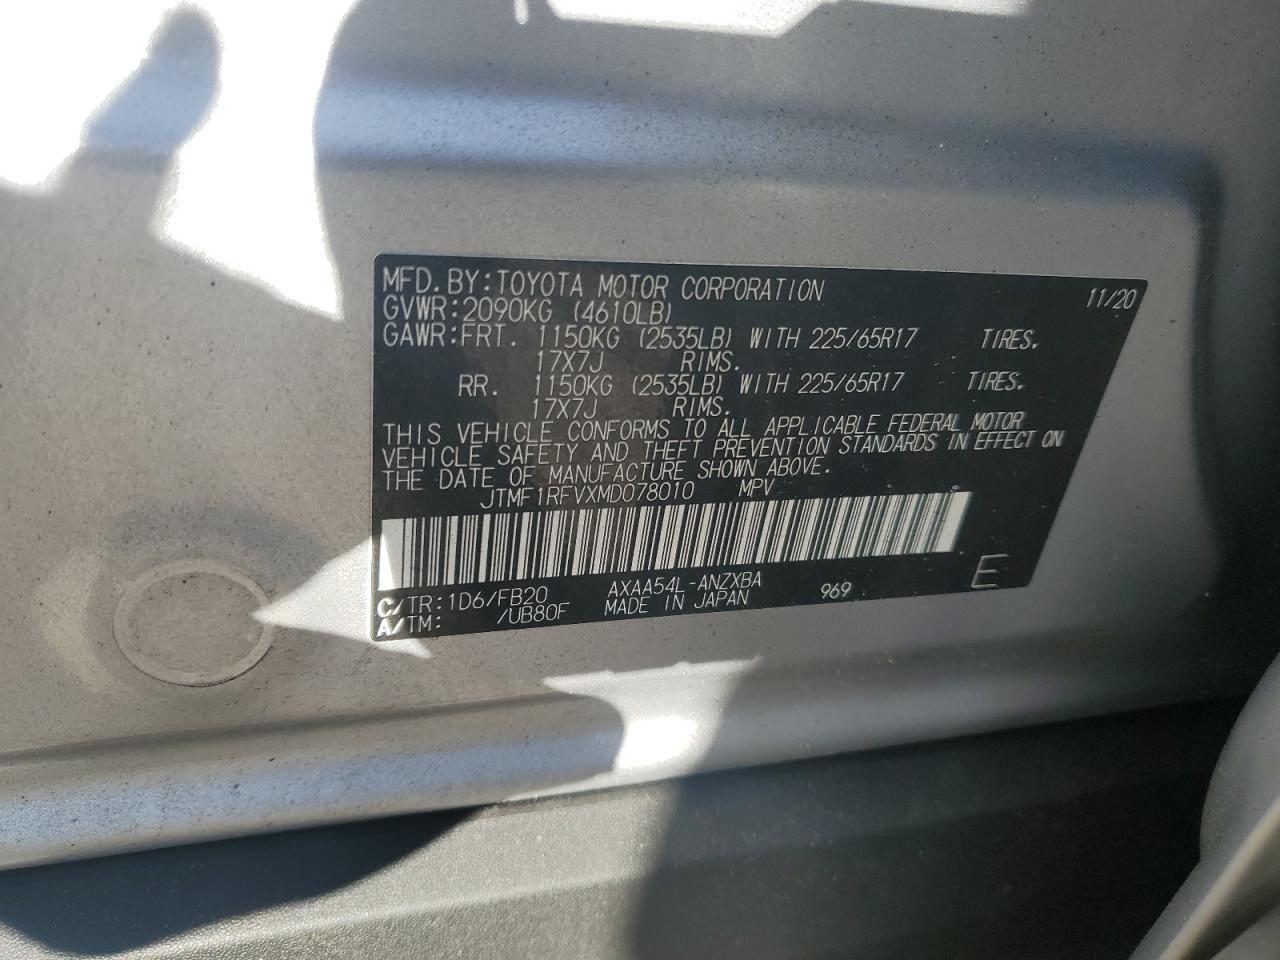 MFD.BY:TOYOTA MOTOR CORPORATION 11/20
GVWR:2090KG (4610LB)
GAWR:FRT. 1150KG (2535LB) WITH 225/65R17 TIRES.
17X7J RIMS.
RR. 1150KG (2535LB) WITH 225/65R17 TIRES.
17X7J RIMS.
THIS VEHICLE CONFORMS TO ALL APPLICABLE FEDERAL MOTOR
VEHICLE SAFETY AND THEFT PREVENTION STANDARDS IN EFFECT ON
THE DATE OF MANUFACTURE SHOWN ABOVE.
JTMF1RFVXMD078010 MPV
C/TR:1D6/FB20 AXAA54L-ANZXBA 969 E
A/TM: /UB80F MADE IN JAPAN